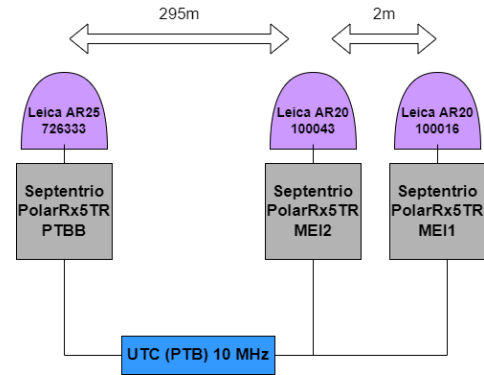 295m
2m
Leica AR25
726333
Leica AR20
100043
Leica AR20
100016
Septentrio
PolarRx5TR
PTBB
Septentrio
PolarRx5TR
MEI2
Septentrio
PolarRx5TR
MEI1
UTC (PTB) 10 MHz